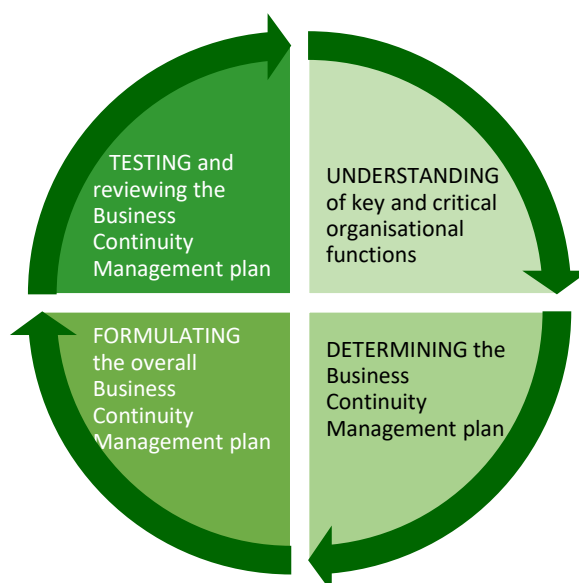 TESTING and
reviewing the
Business
Continuity
Management plan
UNDERSTANDING
of key and critical
organisational
functions
FORMULATING
the overall
Business
Continuity
Management plan
DETERMINING the
Business
Continuity
Management plan